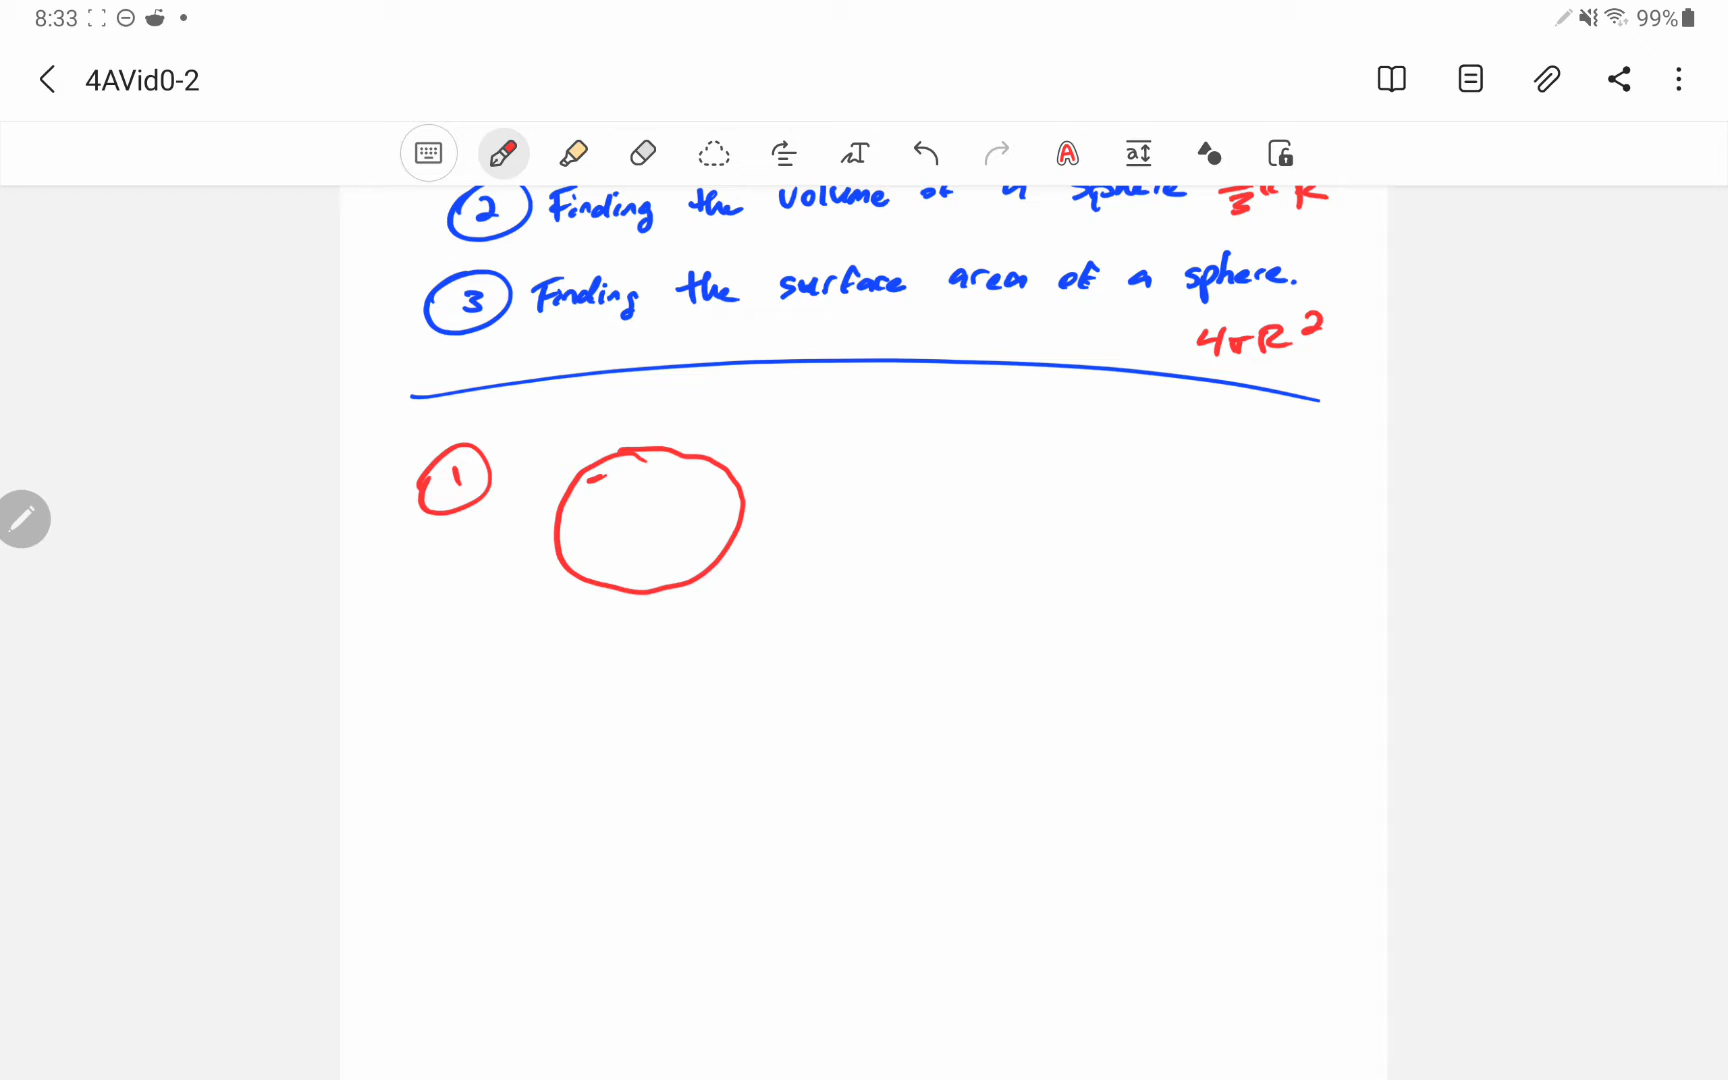 8:33 99%
4AVid0-2
2 Finding the volume of a sphere
3 Finding the surface area of a sphere.
4πR²
1